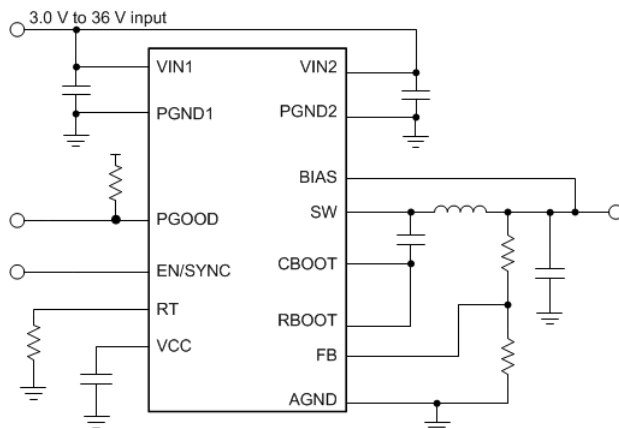 3.0 V to 36 V input
VIN1
VIN2
PGND1
PGND2
BIAS
SW
PGOOD
CBOOT
EN/SYNC
RT
RBOOT
VCC
FB
AGND